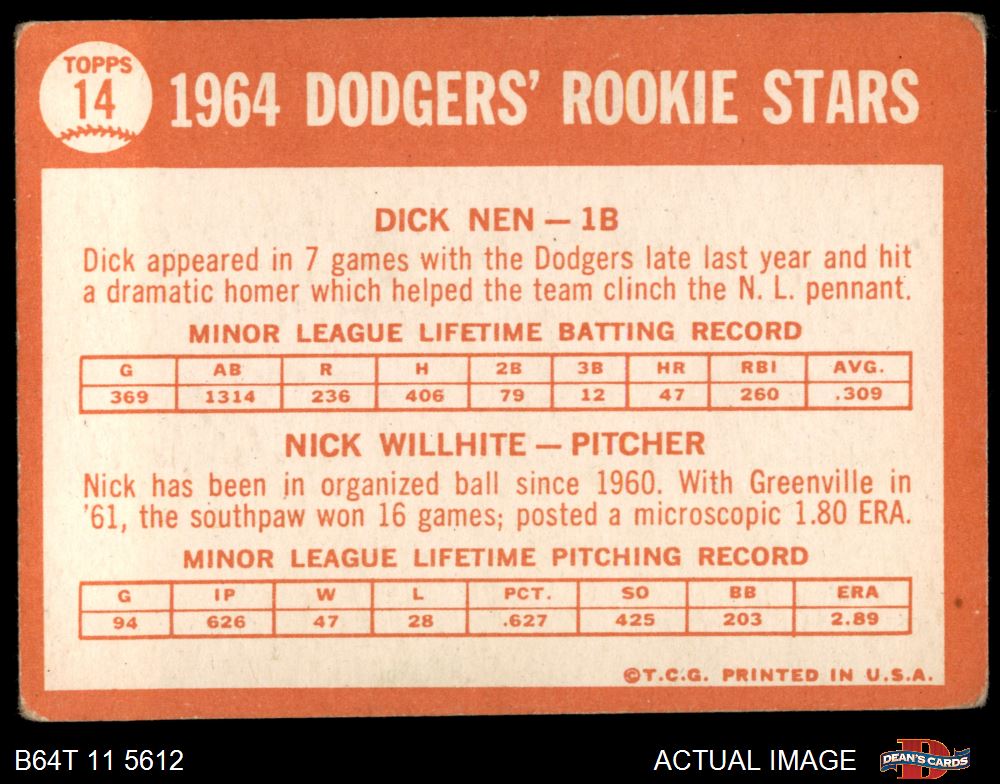 TOPPS
14
1964 DODGERS' ROOKIE STARS
DICK NEN — 1B
Dick appeared in 7 games with the Dodgers late last year and hit
a dramatic homer which helped the team clinch the N. L. pennant.
MINOR LEAGUE LIFETIME BATTING RECORD
G AB R H 2B 3B HR RBI AVG.
369 1314 236 406 79 12 47 260 .309
NICK WILLHITE — PITCHER
Nick has been in organized ball since 1960. With Greenville in
'61, the southpaw won 16 games; posted a microscopic 1.80 ERA.
MINOR LEAGUE LIFETIME PITCHING RECORD
G IP W L PCT. SO BB ERA
94 626 47 28 .627 425 203 2.89
©T.C.G. PRINTED IN U.S.A.
B64T 11 5612
ACTUAL IMAGE
D
DEAN'S CARDS